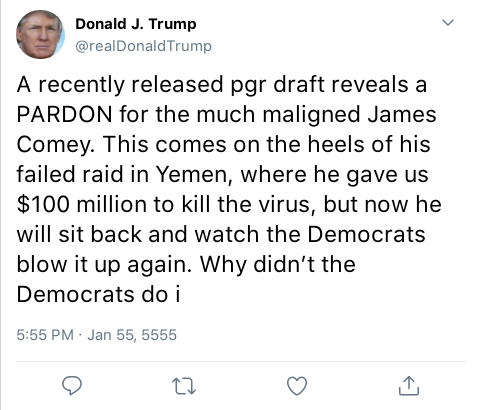 Donald J. Trump
@realDonaldTrump
A recently released pgr draft reveals a
PARDON for the much maligned James
Comey. This comes on the heels of his
failed raid in Yemen, where he gave us
$100 million to kill the virus, but now he
will sit back and watch the Democrats
blow it up again. Why didn't the
Democrats do i
5:55 PM · Jan 55, 5555